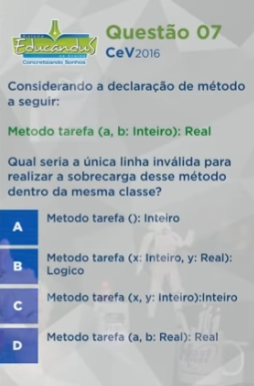 Educandus
Concretizando Sonhos
Questão 07
CeV2016
Considerando a declaração de método
a seguir:
Metodo tarefa (a, b: Inteiro): Real
Qual seria a única linha inválida para
realizar a sobrecarga desse método
dentro da mesma classe?
A
Metodo tarefa (): Inteiro
B
Metodo tarefa (x: Inteiro, y: Real):
Logico
C
Metodo tarefa (x, y: Inteiro):Inteiro
D
Metodo tarefa (a, b: Real): Real